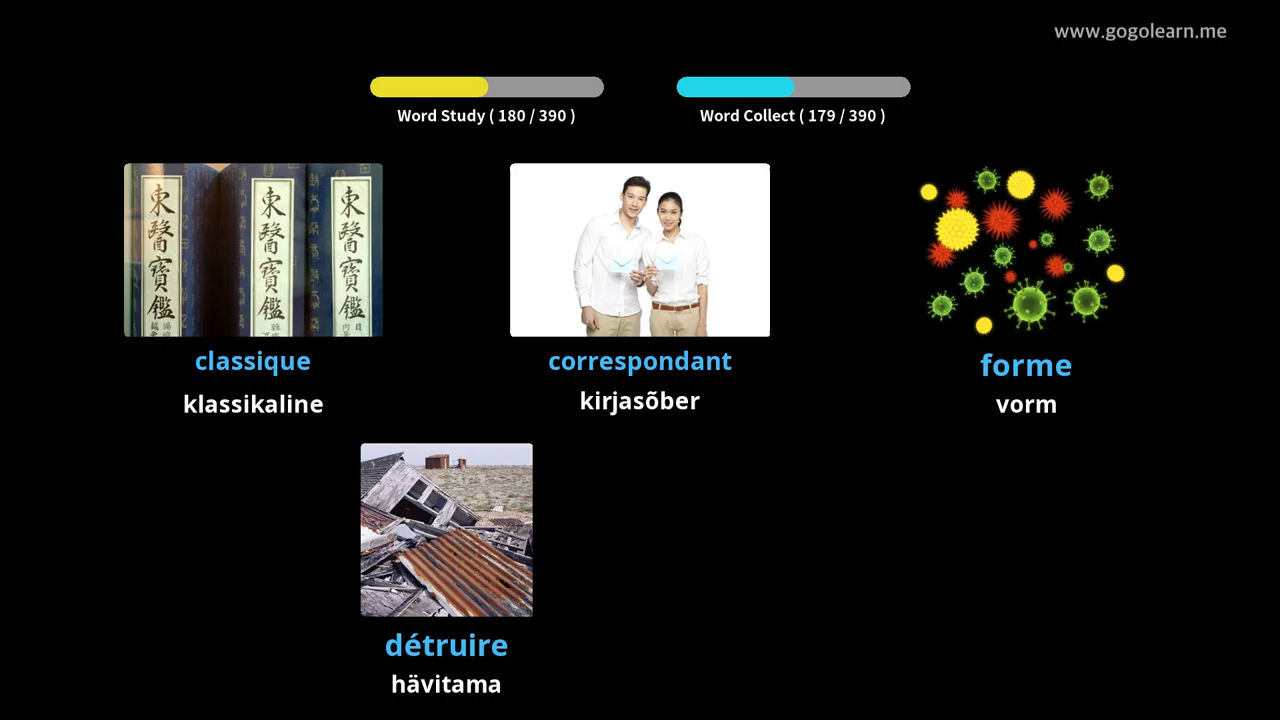 www.gogolearn.me
Word Study ( 180 / 390 )
Word Collect ( 179 / 390 )
東醫寶鑑
東醫寶鑑
東醫寶鑑
classique
klassikaline
correspondant
kirjasõber
forme
vorm
détruire
hävitama